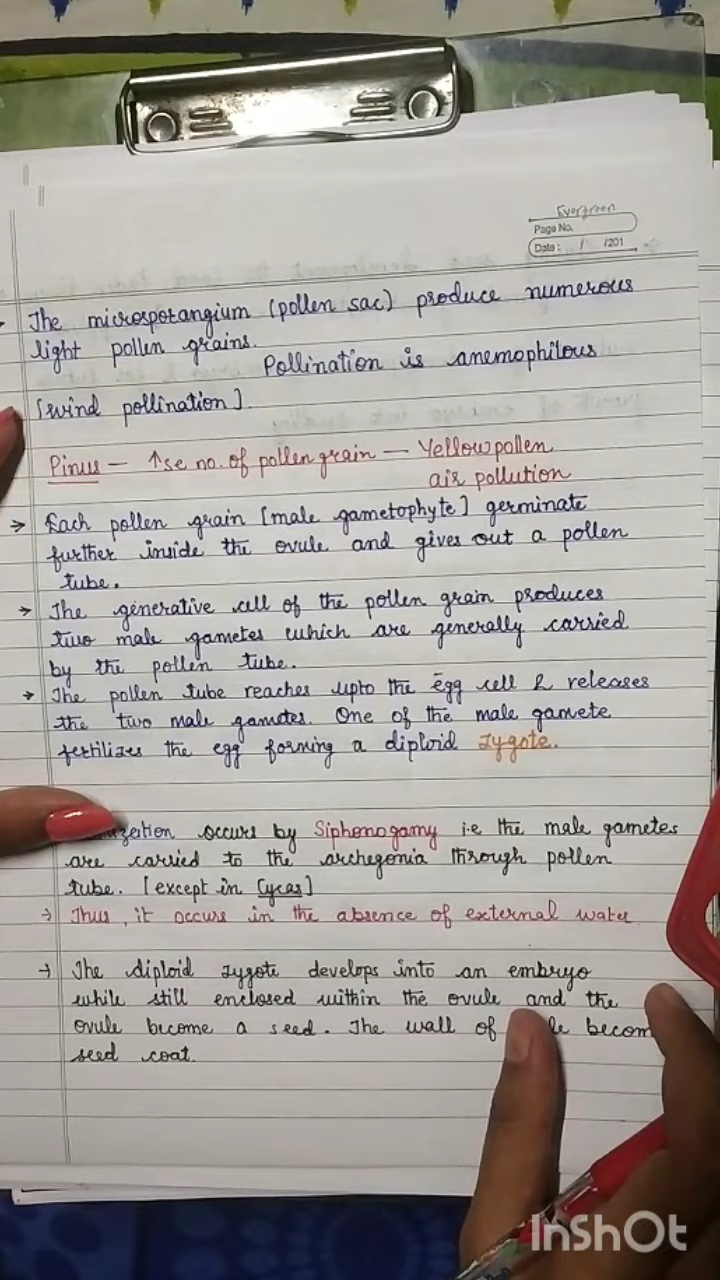 Evergreen
Page No.
Date : / /201
The microspotangium (pollen sac) produce numerous
light pollen grains.
Pollination is anemophilous
[wind pollination].
Pinus – ↑se no. of pollen grain – Yellow pollen
air pollution
→ Each pollen grain [male gametophyte] germinate
further inside the ovule and gives out a pollen
tube.
→ The generative cell of the pollen grain produces
two male gametes which are generally carried
by the pollen tube.
→ The pollen tube reaches upto the egg cell & releases
the two male gametes. One of the male gamete
fertilizes the egg forming a diploid zygote.
occurs by Siphonogamy i.e the male gametes
are carried to the archegonia through pollen
tube. [except in Cycas]
→ Thus, it occurs in the absence of external water
→ The diploid zygote develops into an embryo
while still enclosed within the ovule and the
ovule become a seed. The wall of becom
seed coat.
InShOt